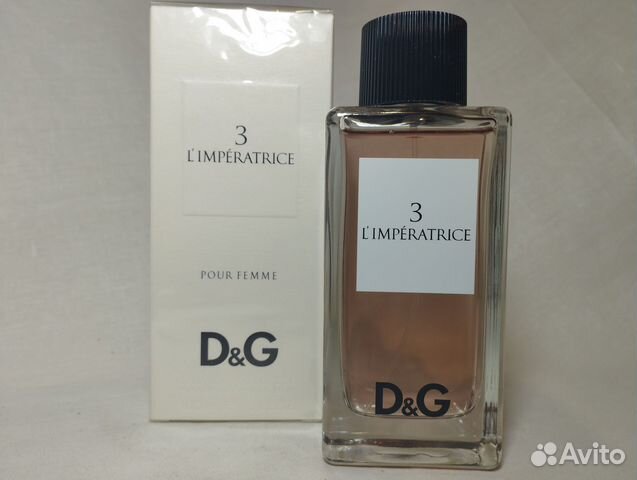 3
L'IMPÉRATRICE
POUR FEMME
D&G
3
L'IMPÉRATRICE
D&G
Avito